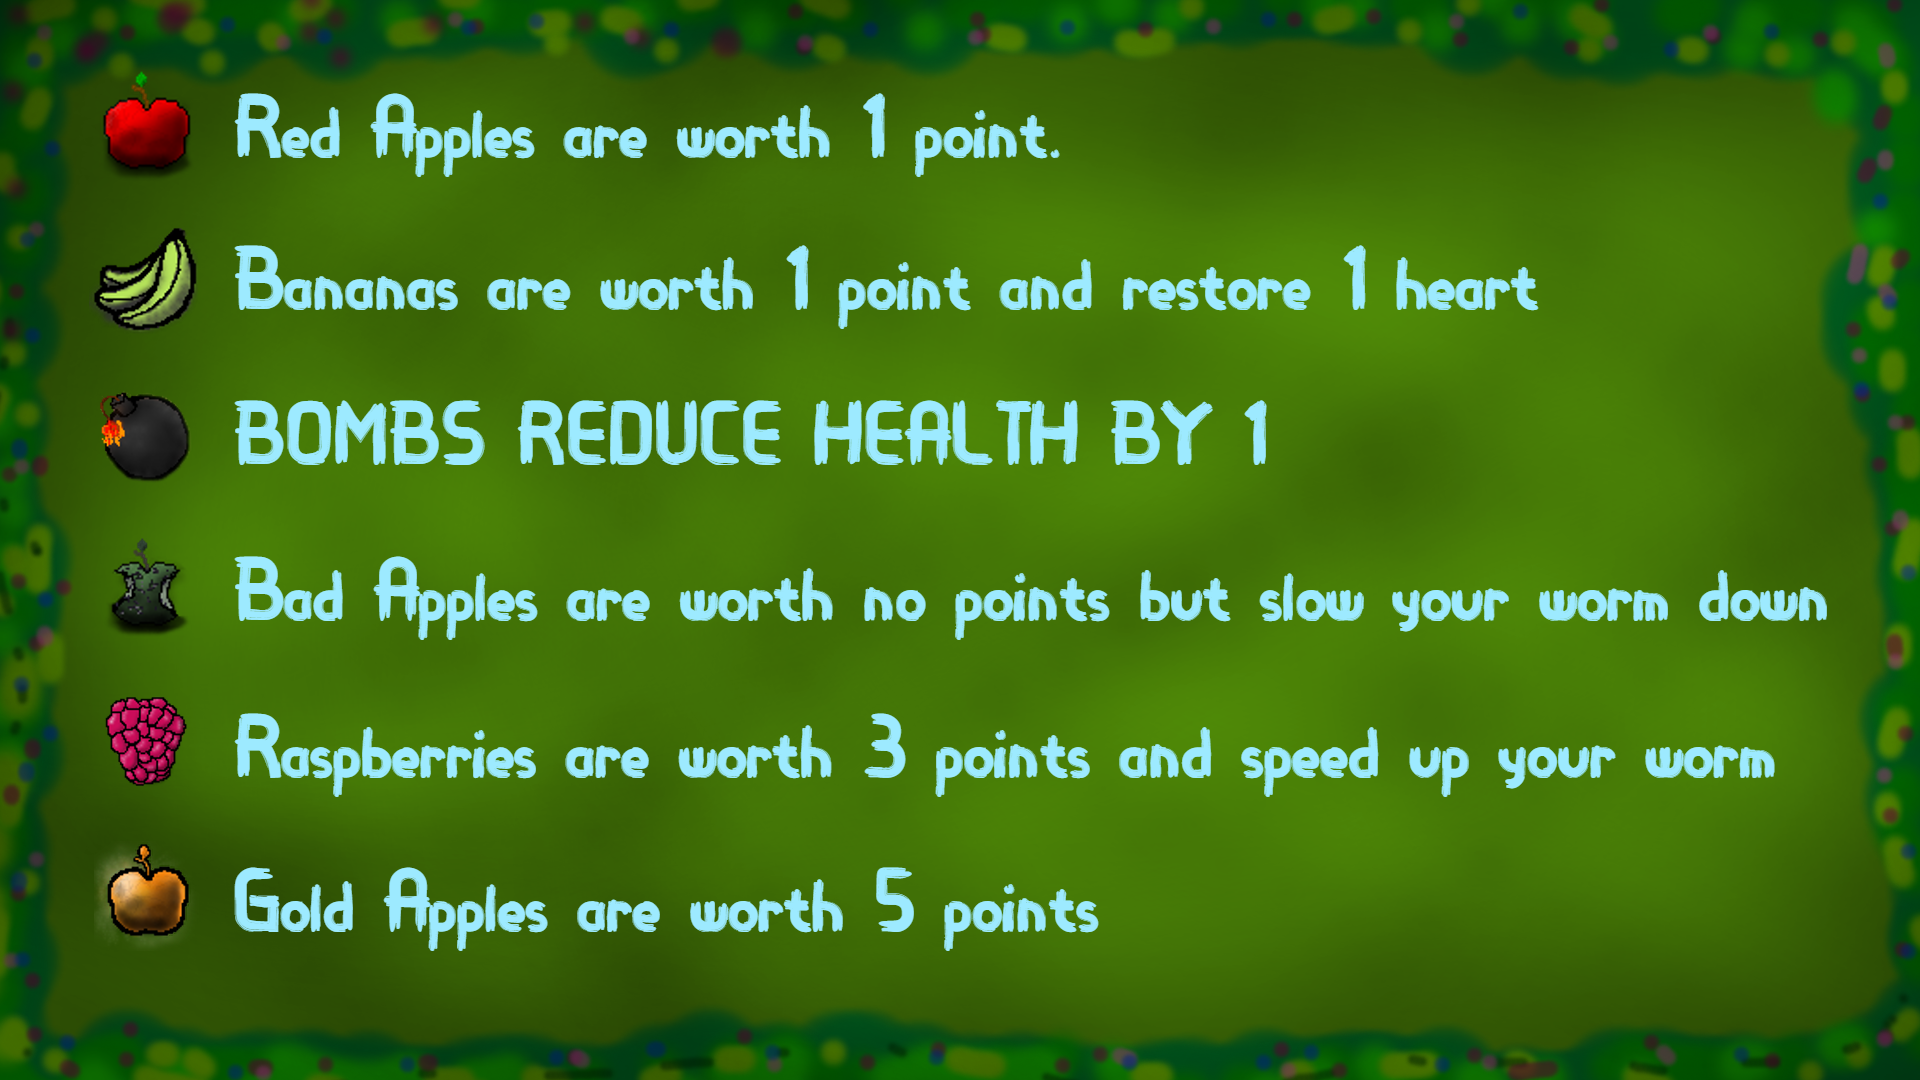 Red Apples are worth 1 point.
Bananas are worth 1 point and restore 1 heart
BOMBS REDUCE HEALTH BY 1
Bad Apples are worth no points but slow your worm down
Raspberries are worth 3 points and speed up your worm
Gold Apples are worth 5 points